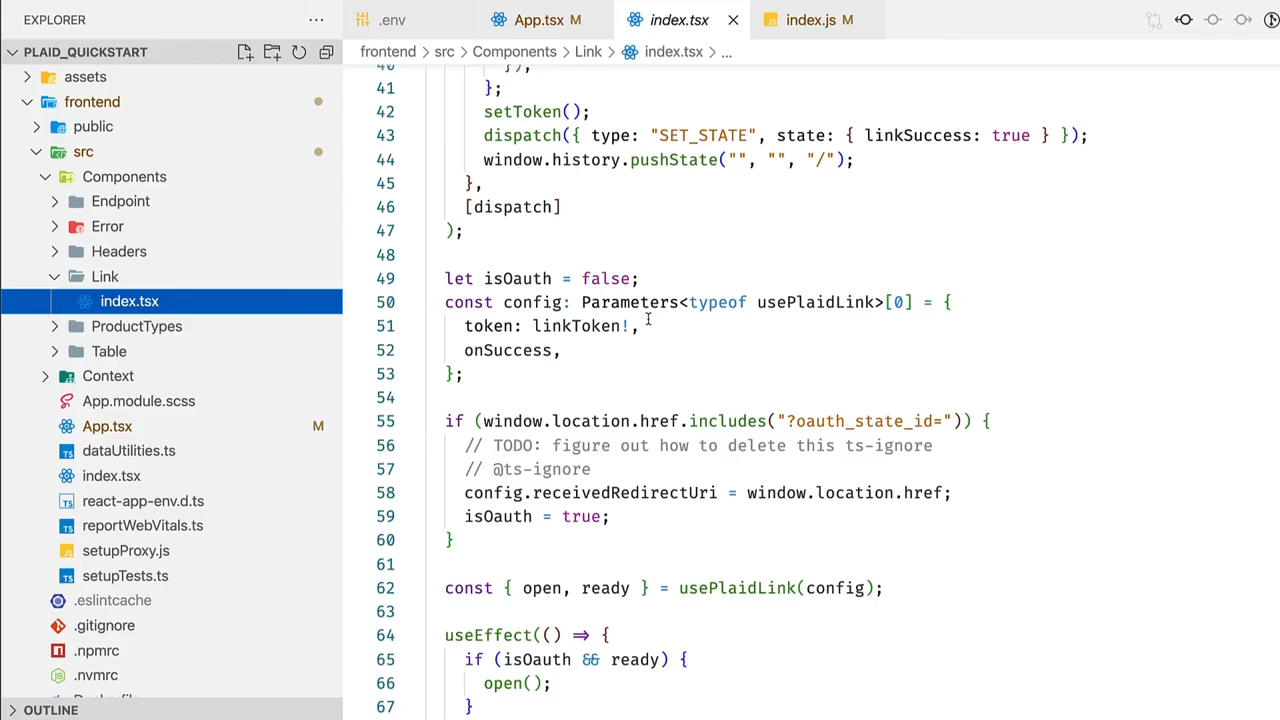 EXPLORER
PLAID_QUICKSTART
assets
frontend
public
src
Components
Endpoint
Error
Headers
Link
index.tsx
ProductTypes
Table
Context
App.module.scss
App.tsx M
dataUtilities.ts
index.tsx
react-app-env.d.ts
reportWebVitals.ts
setupProxy.js
setupTests.ts
.eslintcache
.gitignore
.npmrc
.nvmrc
OUTLINE
.env App.tsx M index.tsx index.js M
frontend > src > Components > Link > index.tsx > ...
40 });
41 };
42 setToken();
43 dispatch({ type: "SET_STATE", state: { linkSuccess: true } });
44 window.history.pushState("", "", "/");
45 },
46 [dispatch]
47 );
48
49 let isOauth = false;
50 const config: Parameters<typeof usePlaidLink>[0] = {
51 token: linkToken!,
52 onSuccess,
53 };
54
55 if (window.location.href.includes("?oauth_state_id=")) {
56 // TODO: figure out how to delete this ts-ignore
57 // @ts-ignore
58 config.receivedRedirectUri = window.location.href;
59 isOauth = true;
60 }
61
62 const { open, ready } = usePlaidLink(config);
63
64 useEffect(() => {
65 if (isOauth && ready) {
66 open();
67 }